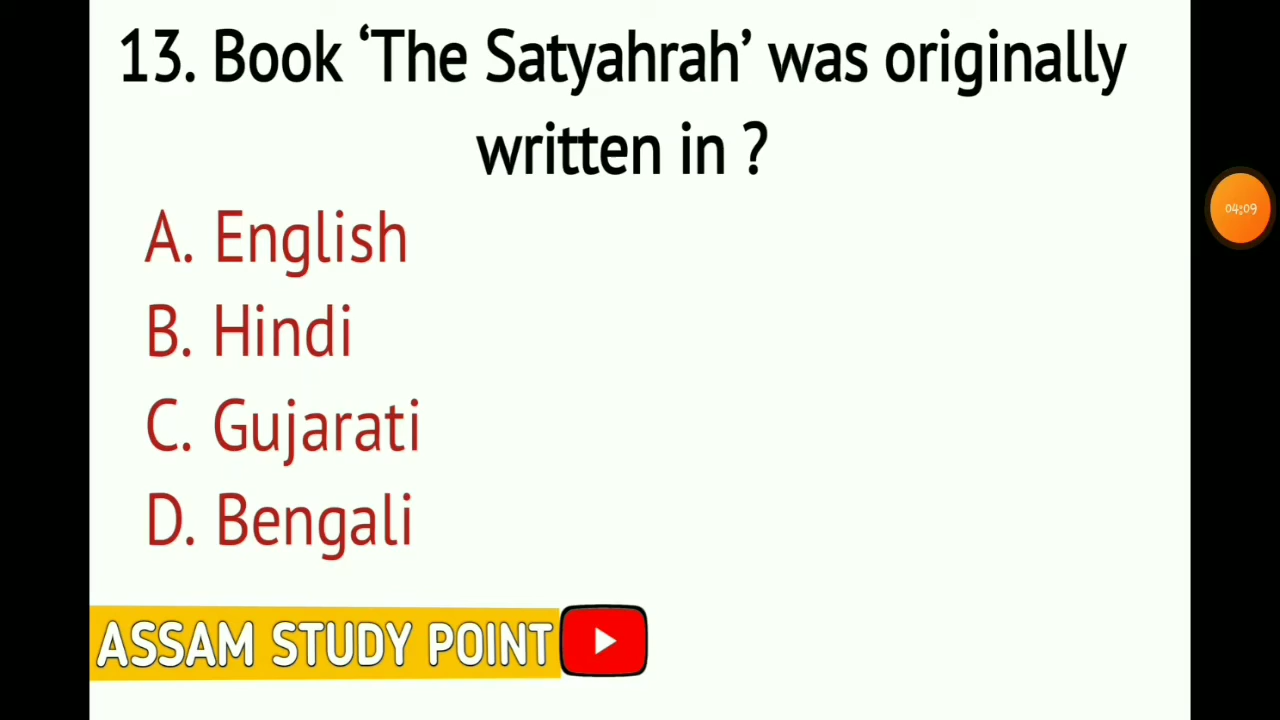 13. Book ‘The Satyahrah’ was originally
written in ?
A. English
B. Hindi
C. Gujarati
D. Bengali
ASSAM STUDY POINT
04:09